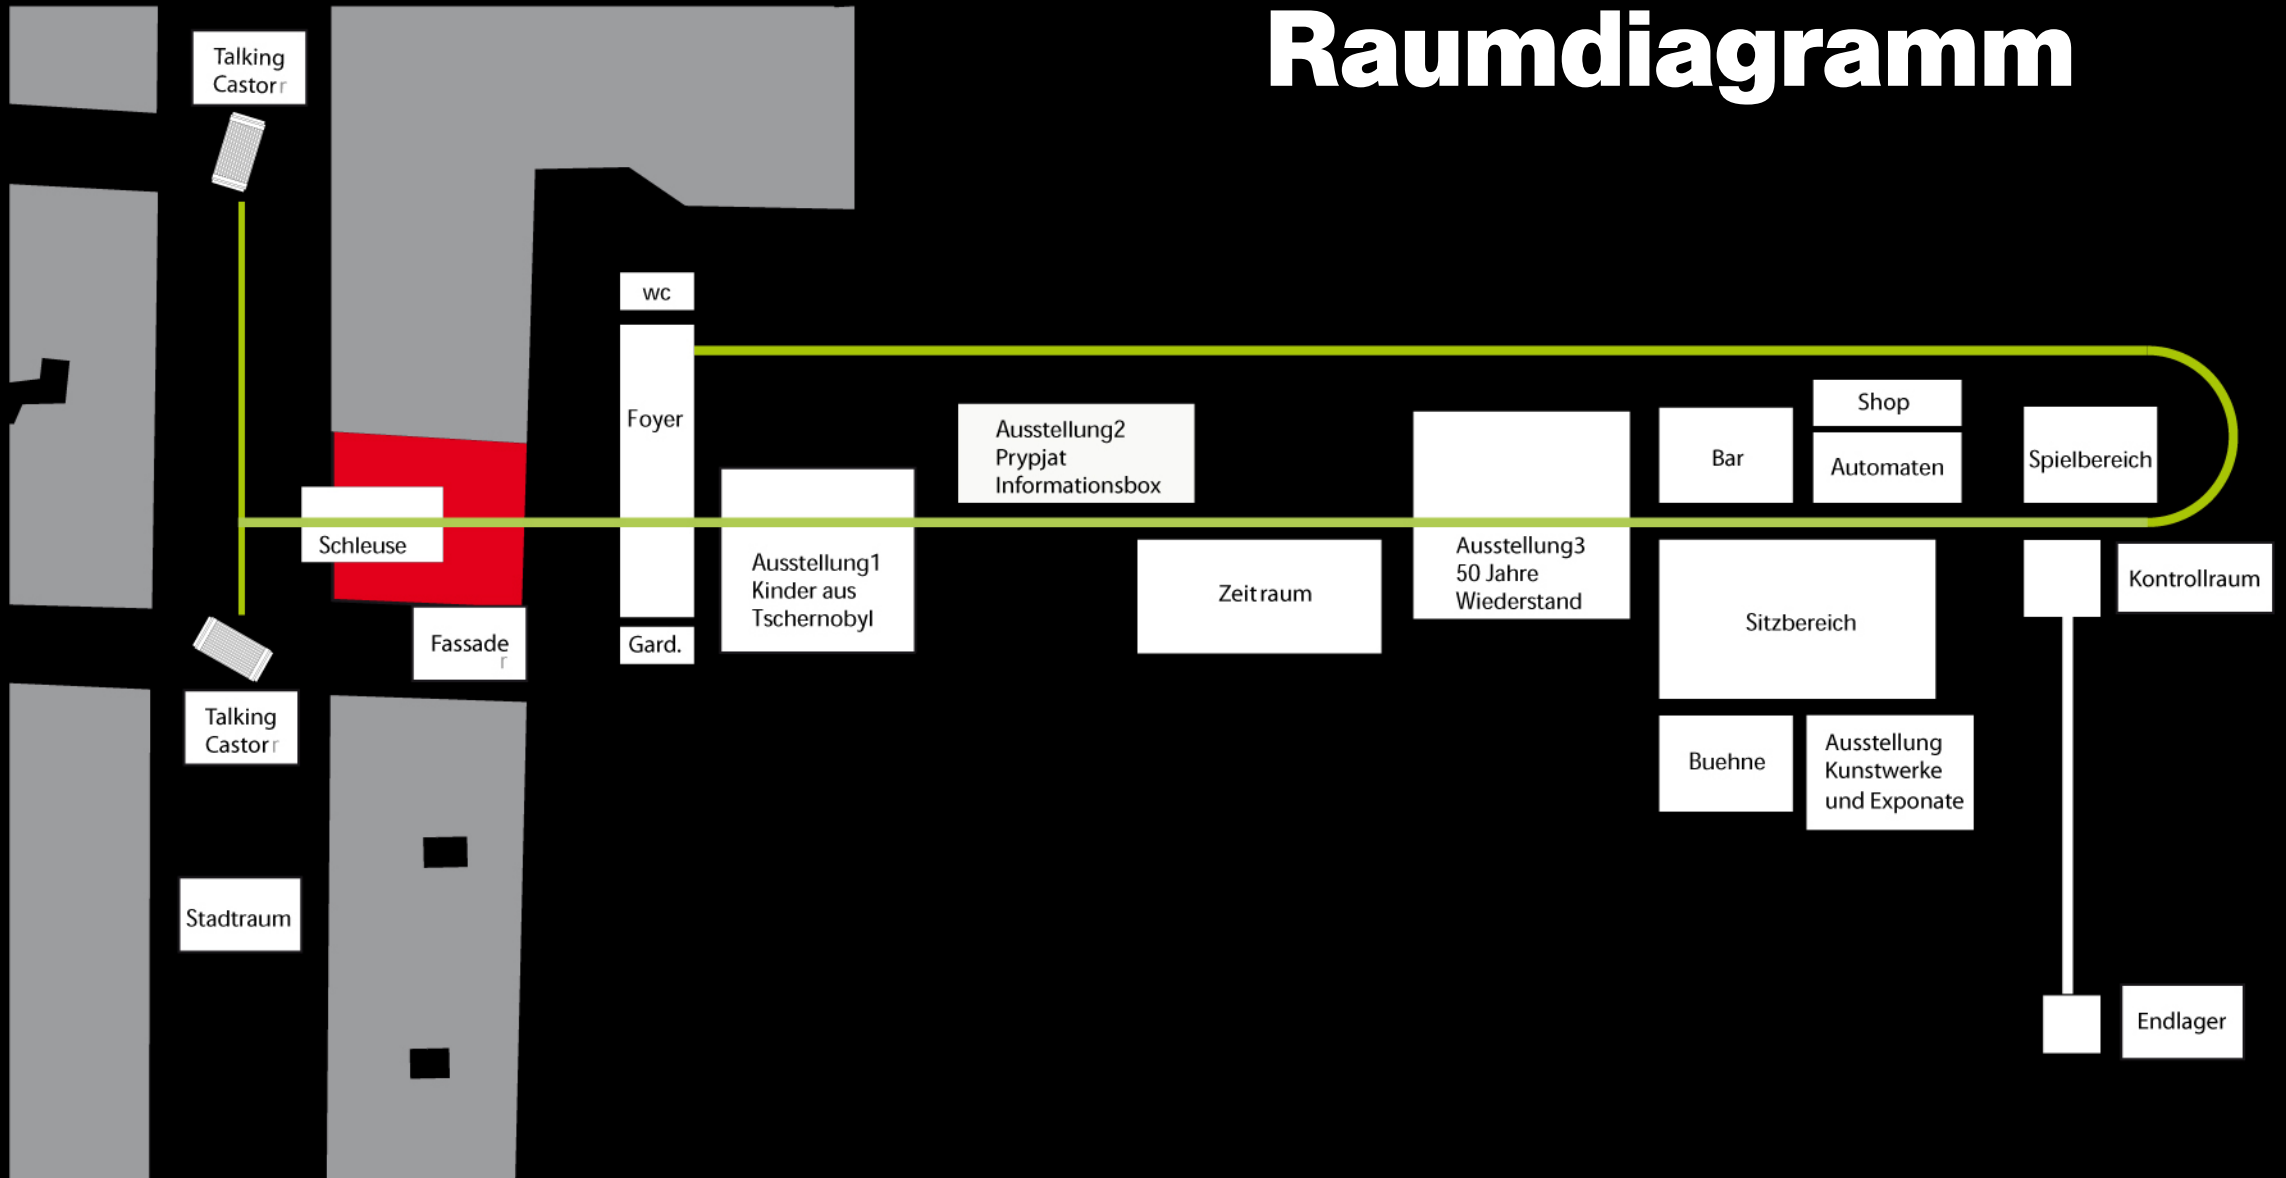 Raumdiagramm
Talking
Castorr
wc
Foyer
Gard.
Schleuse
Fassade
r
Talking
Castorr
Stadtraum
Ausstellung1
Kinder aus
Tschernobyl
Ausstellung2
Prypjat
Informationsbox
Zeitraum
Ausstellung3
50 Jahre
Wiederstand
Bar
Shop
Automaten
Spielbereich
Sitzbereich
Kontrollraum
Buehne
Ausstellung
Kunstwerke
und Exponate
Endlager